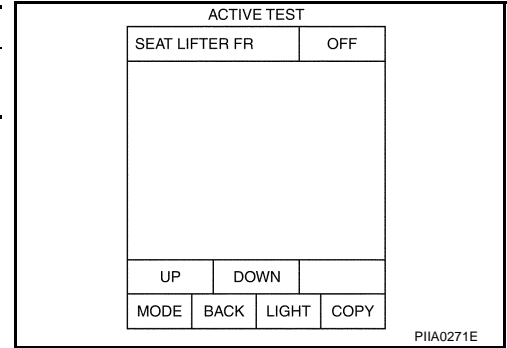 ACTIVE TEST
SEAT LIFTER FR OFF
UP DOWN
MODE BACK LIGHT COPY
PIIA0271E